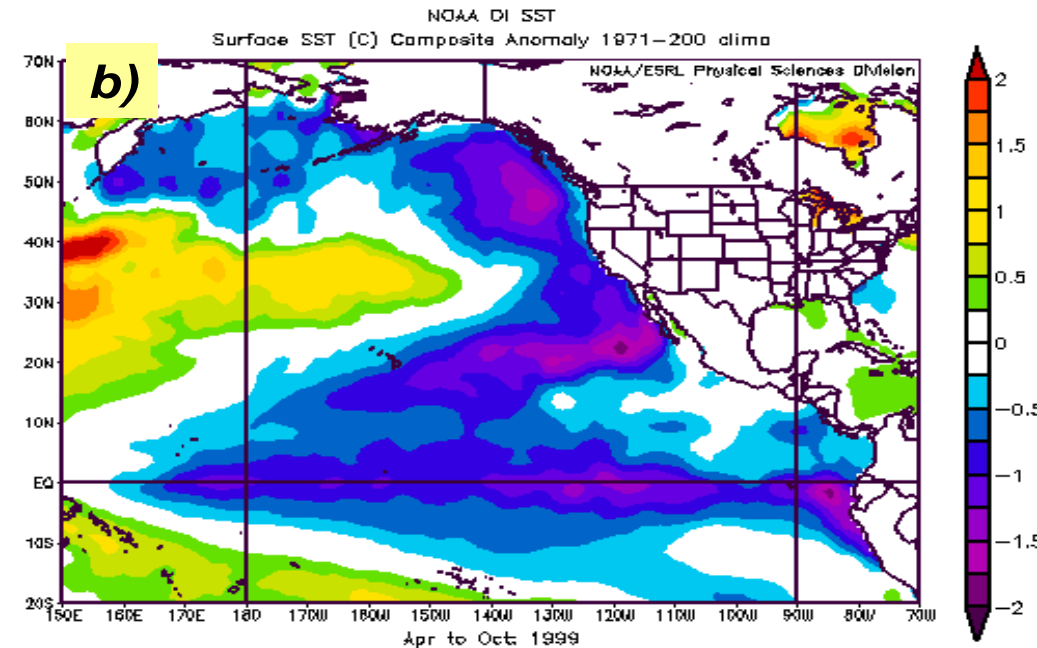 NOAA OI SST
Surface SST (C) Composite Anomaly 1971-200 clima
b)
NOAA/ESRL Physical Sciences Division
70N
60N
50N
40N
30N
20N
10N
EQ
10S
20S
150E 160E 170E 180 170W 160W 150W 140W 130W 120W 110W 100W 90W 80W 70W
Apr to Oct: 1999
2
1.5
1
0.5
0
-0.5
-1
-1.5
-2